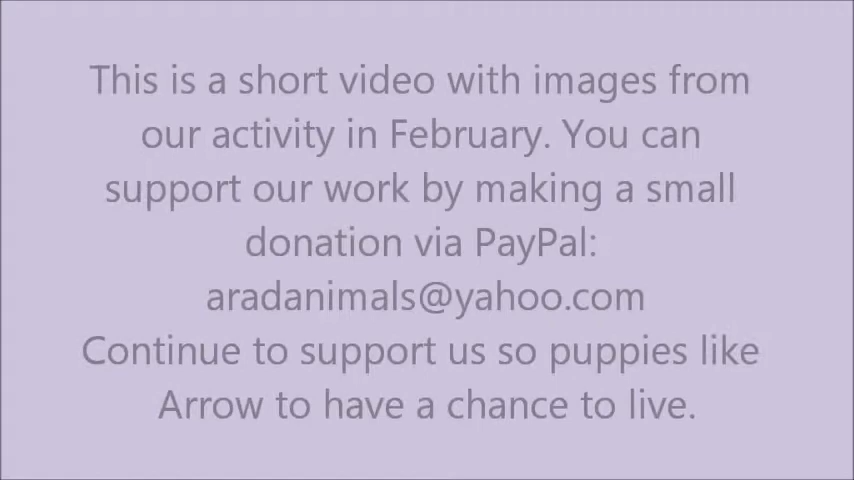 This is a short video with images from
our activity in February. You can
support our work by making a small
donation via PayPal:
aradanimals@yahoo.com
Continue to support us so puppies like
Arrow to have a chance to live.